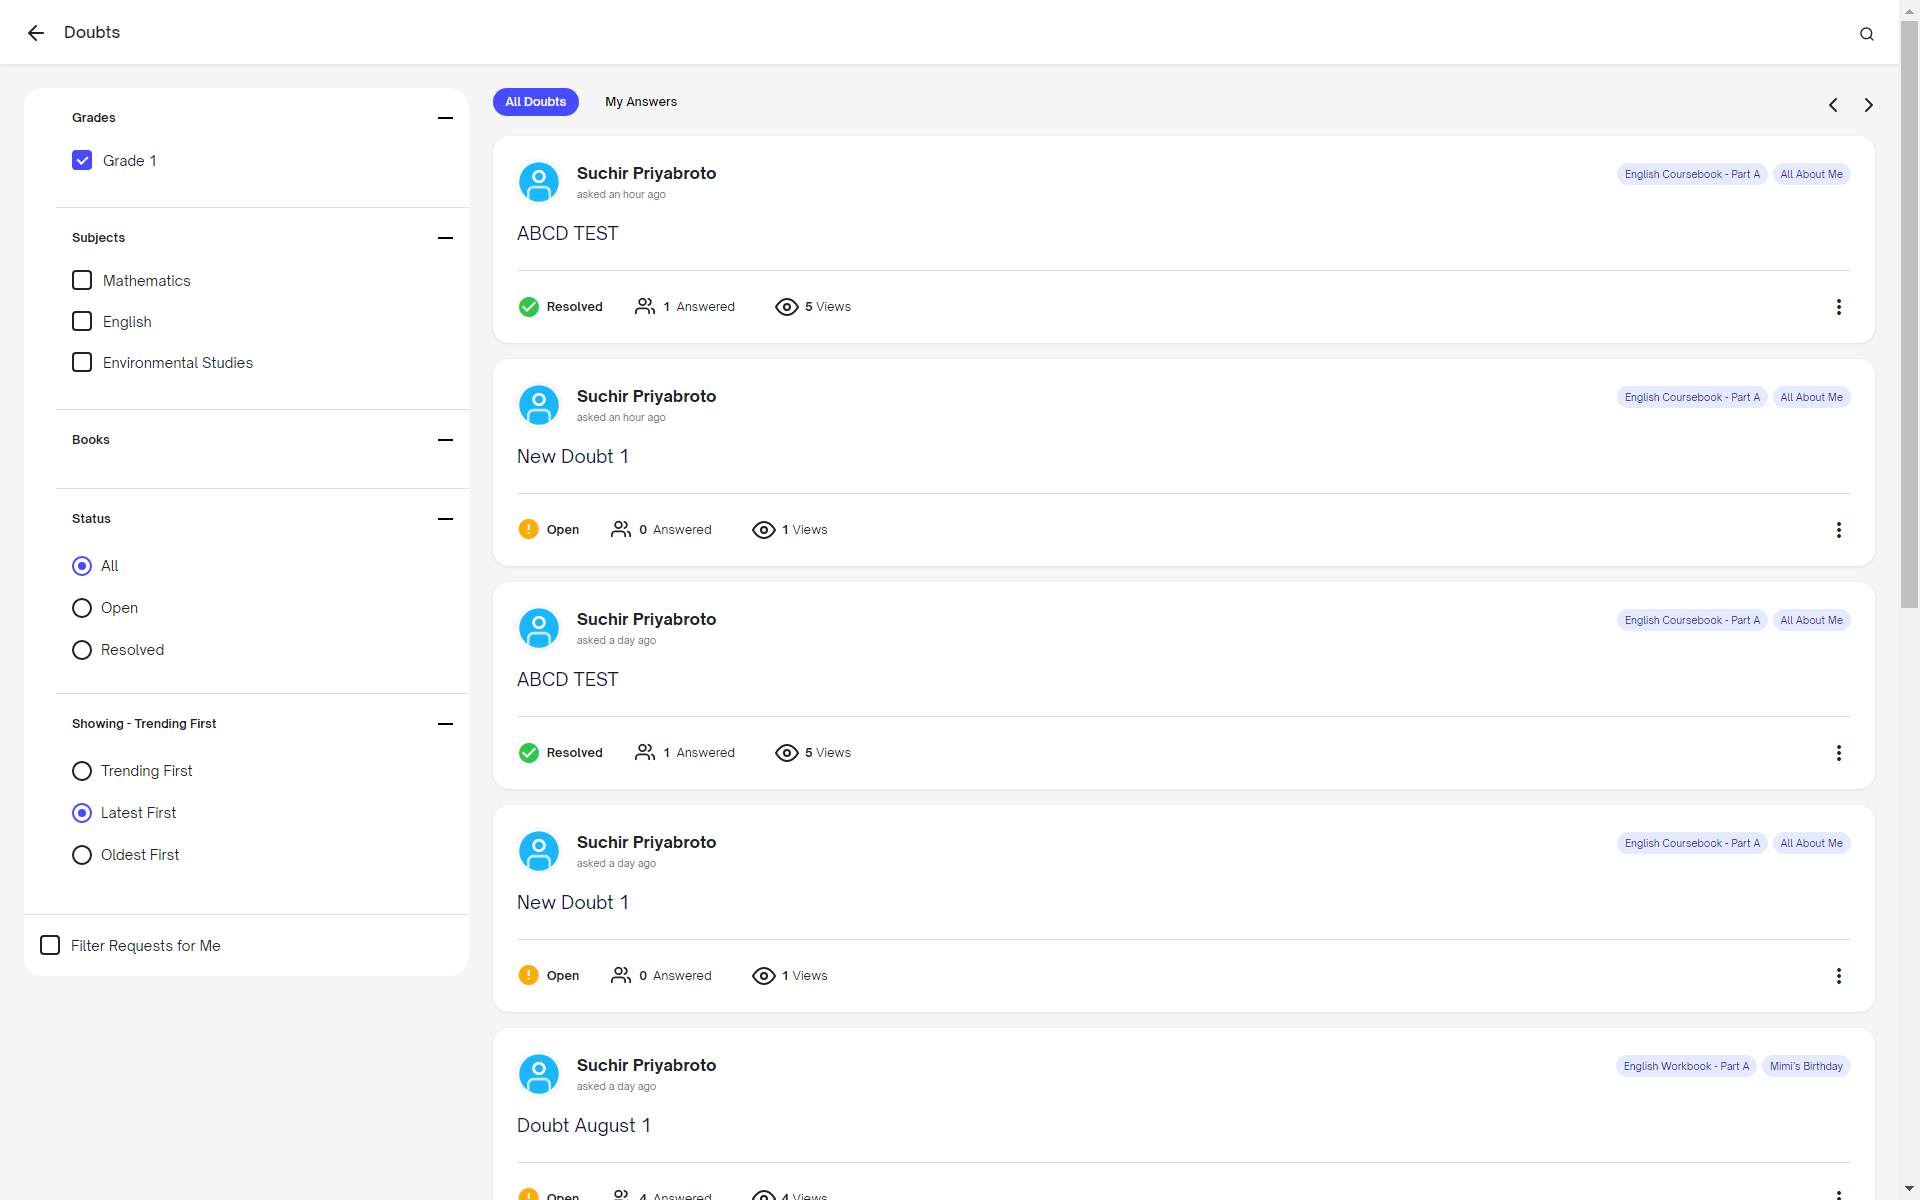 Doubts
Grades
Grade 1
Subjects
Mathematics
English
Environmental Studies
Books
Status
All
Open
Resolved
Showing - Trending First
Trending First
Latest First
Oldest First
Filter Requests for Me
All Doubts My Answers
Suchir Priyabroto
asked an hour ago
English Coursebook - Part A All About Me
ABCD TEST
Resolved 1 Answered 5 Views
Suchir Priyabroto
asked an hour ago
English Coursebook - Part A All About Me
New Doubt 1
Open 0 Answered 1 Views
Suchir Priyabroto
asked a day ago
English Coursebook - Part A All About Me
ABCD TEST
Resolved 1 Answered 5 Views
Suchir Priyabroto
asked a day ago
English Coursebook - Part A All About Me
New Doubt 1
Open 0 Answered 1 Views
Suchir Priyabroto
asked a day ago
English Workbook - Part A Mimi's Birthday
Doubt August 1
Open 4 Answered 4 Views